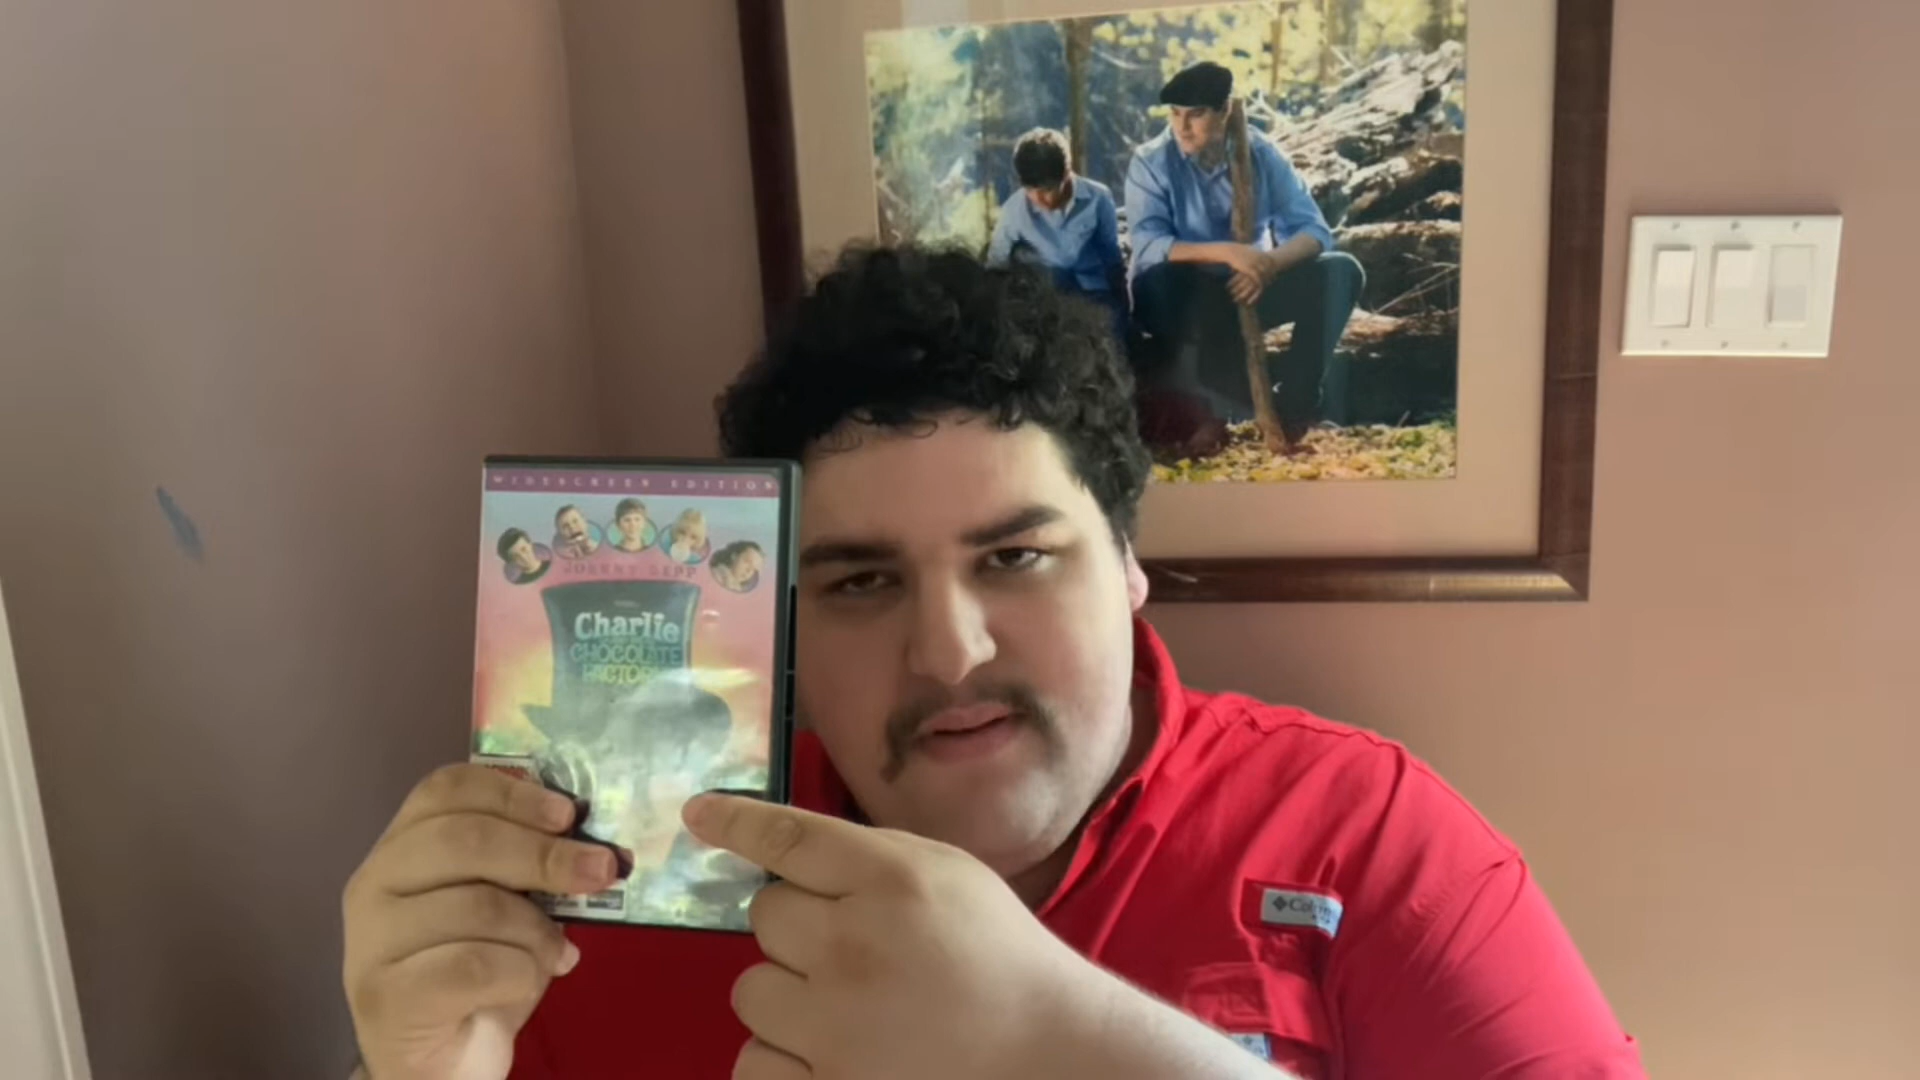 WIDESCREEN EDITION
JOHNNY DEPP
Charlie
CHOCOLATE
FACTORY
Columbia